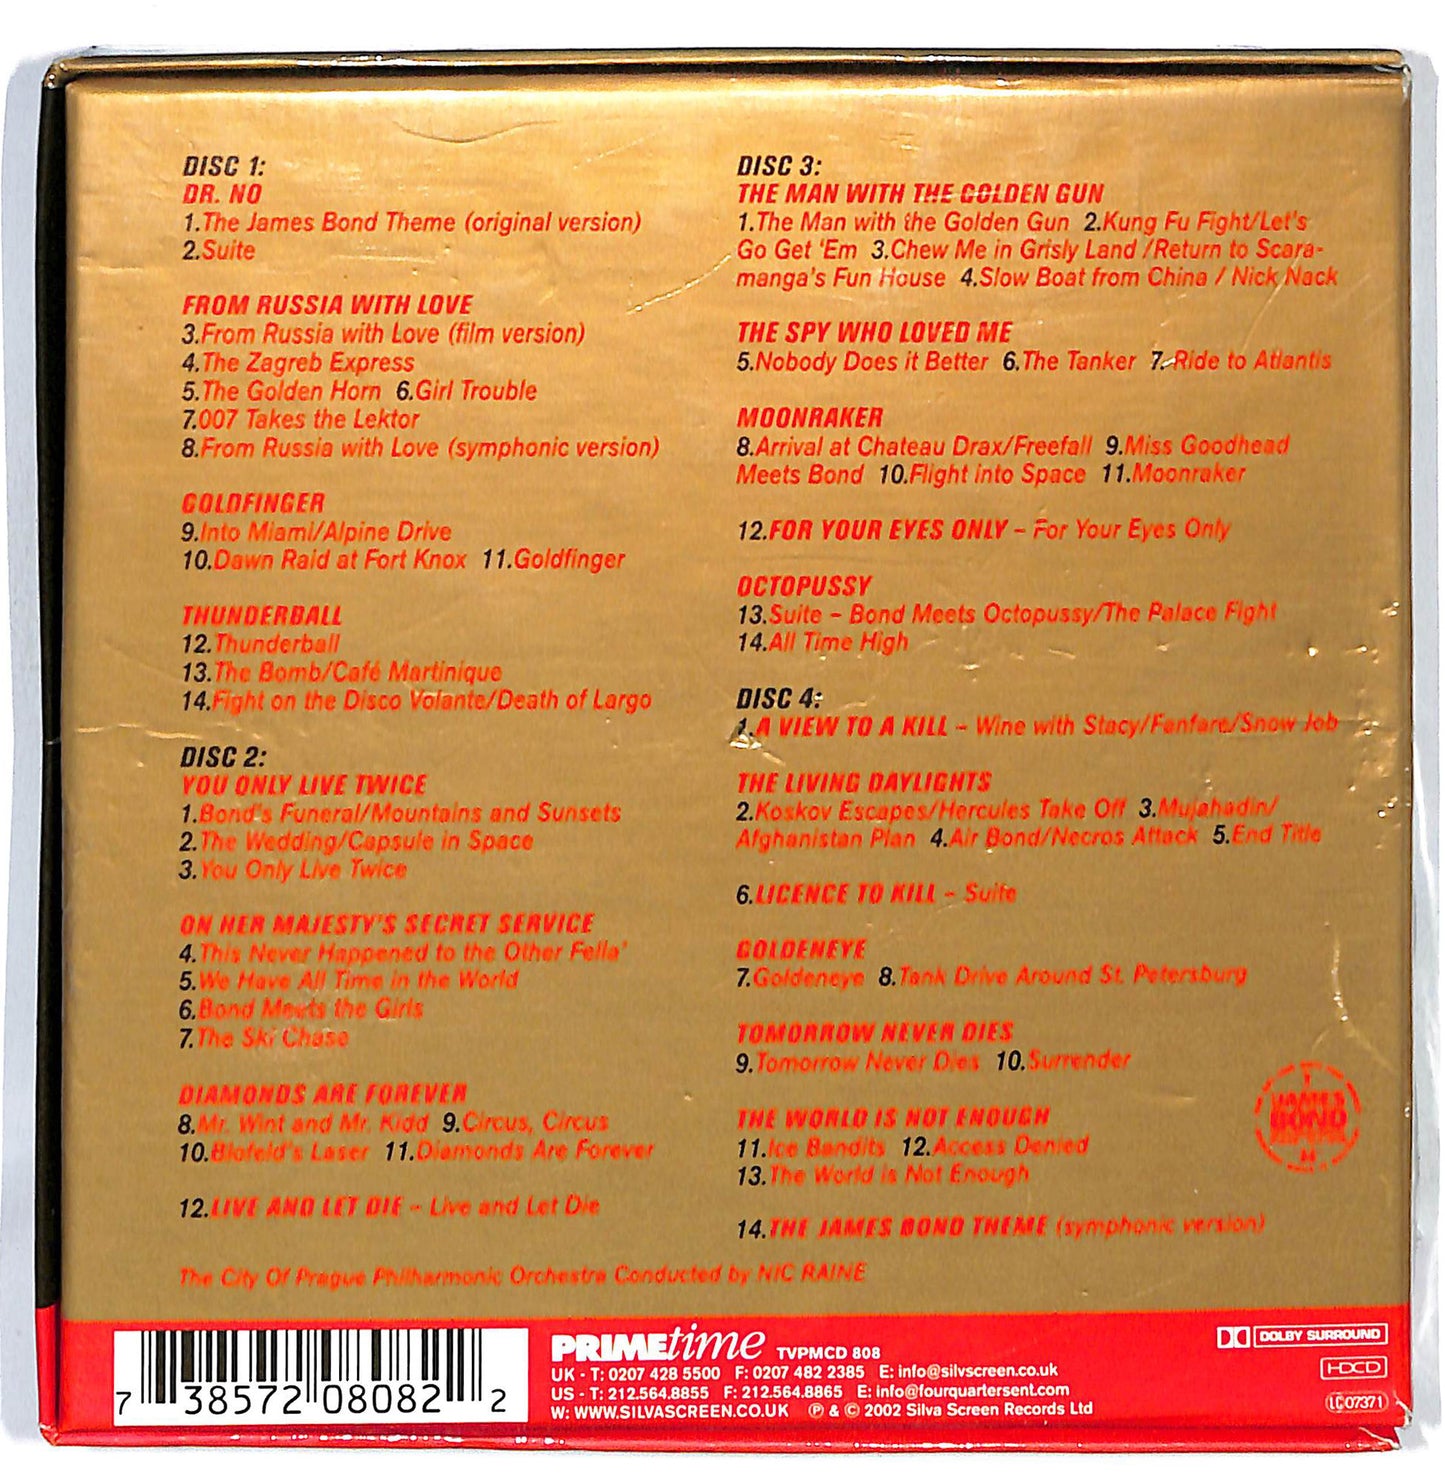 DISC 1:
DR. NO
1.The James Bond Theme (original version)
2.Suite
FROM RUSSIA WITH LOVE
3.From Russia with Love (film version)
4.The Zagreb Express
5.The Golden Horn 6.Girl Trouble
7.007 Takes the Lektor
8.From Russia with Love (symphonic version)
GOLDFINGER
9.Into Miami/Alpine Drive
10.Dawn Raid at Fort Knox 11.Goldfinger
THUNDERBALL
12.Thunderball
13.The Bomb/Café Martinique
14.Fight on the Disco Volante/Death of Largo
DISC 2:
YOU ONLY LIVE TWICE
1.Bond's Funeral/Mountains and Sunsets
2.The Wedding/Capsule in Space
3.You Only Live Twice
ON HER MAJESTY'S SECRET SERVICE
4.This Never Happened to the Other Fella'
5.We Have All Time in the World
6.Bond Meets the Girls
7.The Ski Chase
DIAMONDS ARE FOREVER
8.Mr. Wint and Mr. Kidd 9.Circus, Circus
10.Blofeld's Laser 11.Diamonds Are Forever
12.LIVE AND LET DIE – Live and Let Die
DISC 3:
THE MAN WITH THE GOLDEN GUN
1.The Man with the Golden Gun 2.Kung Fu Fight/Let's
Go Get 'Em 3.Chew Me in Grisly Land /Return to Scara-
manga's Fun House 4.Slow Boat from China / Nick Nack
THE SPY WHO LOVED ME
5.Nobody Does it Better 6.The Tanker 7.Ride to Atlantis
MOONRAKER
8.Arrival at Chateau Drax/Freefall 9.Miss Goodhead
Meets Bond 10.Flight into Space 11.Moonraker
12.FOR YOUR EYES ONLY – For Your Eyes Only
OCTOPUSSY
13.Suite – Bond Meets Octopussy/The Palace Fight
14.All Time High
DISC 4:
1.A VIEW TO A KILL – Wine with Stacy/Fanfare/Snow Job
THE LIVING DAYLIGHTS
2.Koskov Escapes/Hercules Take Off 3.Mujahadin/
Afghanistan Plan 4.Air Bond/Necros Attack 5.End Title
6.LICENCE TO KILL – Suite
GOLDENEYE
7.Goldeneye 8.Tank Drive Around St. Petersburg
TOMORROW NEVER DIES
9.Tomorrow Never Dies 10.Surrender
THE WORLD IS NOT ENOUGH
11.Ice Bandits 12.Access Denied
13.The World is Not Enough
14.THE JAMES BOND THEME (symphonic version)
JAMES
BOND
The City Of Prague Philharmonic Orchestra Conducted by NIC RAINE
7 38572 08082 2
PRIMEtime TVPMCD 808
UK - T: 0207 428 5500 F: 0207 482 2385 E: info@silvscreen.co.uk
US - T: 212.564.8855 F: 212.564.8865 E: info@fourquartersent.com
W: WWW.SILVASCREEN.CO.UK ℗ & © 2002 Silva Screen Records Ltd
DOLBY SURROUND
HDCD
LC 07371